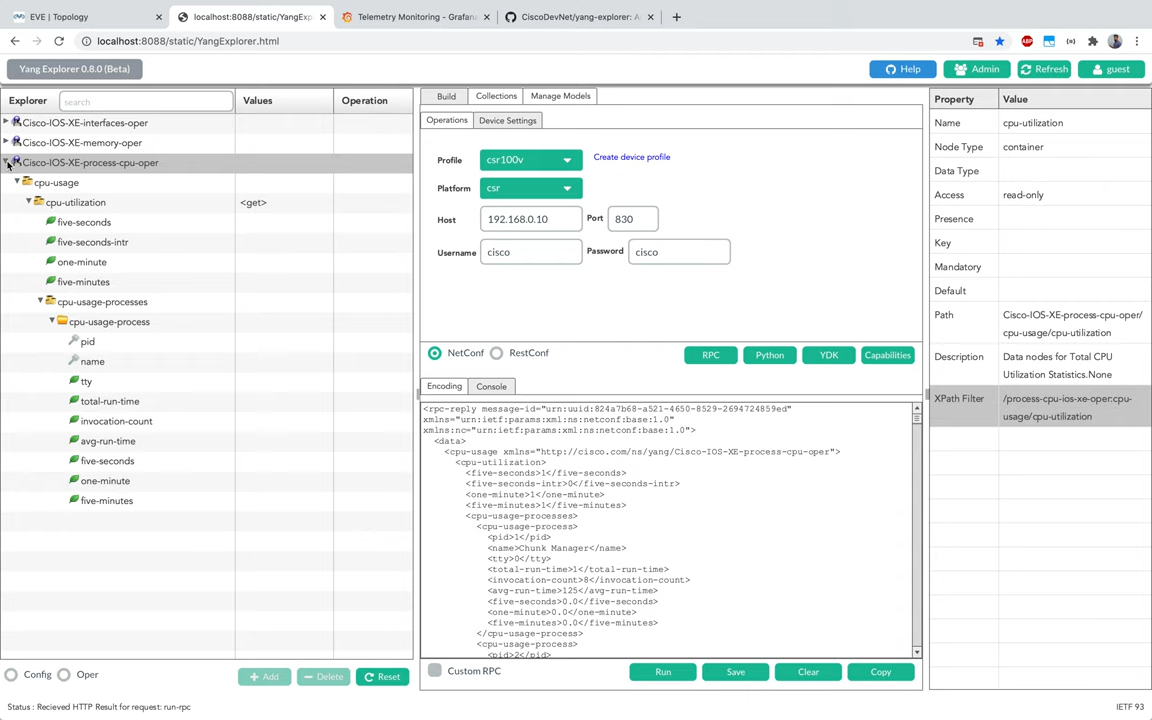 EVE | Topology
localhost:8088/static/YangExp
Telemetry Monitoring - Grafana
CiscoDevNet/yang-explorer: A
localhost:8088/static/YangExplorer.html
Yang Explorer 0.8.0 (Beta)
Help
Admin
Refresh
guest
Explorer
search
Values
Operation
Cisco-IOS-XE-interfaces-oper
Cisco-IOS-XE-memory-oper
Cisco-IOS-XE-process-cpu-oper
cpu-usage
cpu-utilization
<get>
five-seconds
five-seconds-intr
one-minute
five-minutes
cpu-usage-processes
cpu-usage-process
pid
name
tty
total-run-time
invocation-count
avg-run-time
five-seconds
one-minute
five-minutes
Config
Oper
+ Add
− Delete
Reset
Build
Collections
Manage Models
Operations
Device Settings
Profile
csr100v
Create device profile
Platform
csr
Host
192.168.0.10
Port
830
Username
cisco
Password
cisco
NetConf
RestConf
RPC
Python
YDK
Capabilities
Encoding
Console
<rpc-reply message-id="urn:uuid:824a7b68-a521-4650-8529-2694724859ed"
xmlns="urn:ietf:params:xml:ns:netconf:base:1.0"
xmlns:nc="urn:ietf:params:xml:ns:netconf:base:1.0">
<data>
<cpu-usage xmlns="http://cisco.com/ns/yang/Cisco-IOS-XE-process-cpu-oper">
<cpu-utilization>
<five-seconds>1</five-seconds>
<five-seconds-intr>0</five-seconds-intr>
<one-minute>1</one-minute>
<five-minutes>1</five-minutes>
<cpu-usage-processes>
<cpu-usage-process>
<pid>1</pid>
<name>Chunk Manager</name>
<tty>0</tty>
<total-run-time>1</total-run-time>
<invocation-count>8</invocation-count>
<avg-run-time>125</avg-run-time>
<five-seconds>0.0</five-seconds>
<one-minute>0.0</one-minute>
<five-minutes>0.0</five-minutes>
</cpu-usage-process>
<cpu-usage-process>
<pid>2</pid>
Custom RPC
Run
Save
Clear
Copy
Property
Value
Name
cpu-utilization
Node Type
container
Data Type
Access
read-only
Presence
Key
Mandatory
Default
Path
Cisco-IOS-XE-process-cpu-oper/
cpu-usage/cpu-utilization
Description
Data nodes for Total CPU
Utilization Statistics.None
XPath Filter
/process-cpu-ios-xe-oper:cpu-
usage/cpu-utilization
Status : Recieved HTTP Result for request: run-rpc
IETF 93